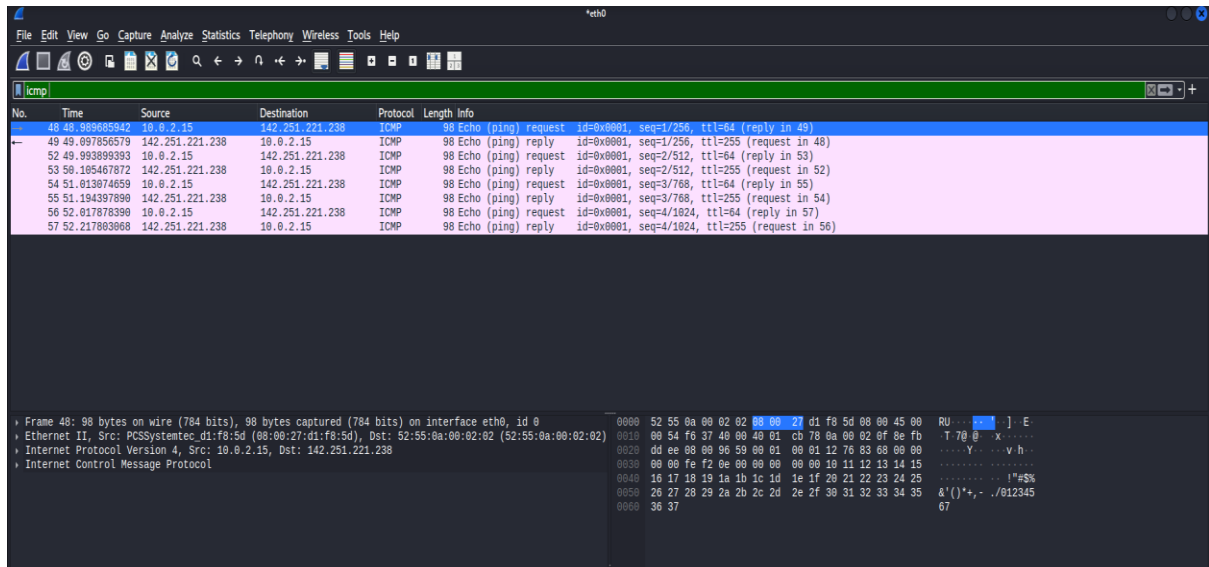 *eth0
File Edit View Go Capture Analyze Statistics Telephony Wireless Tools Help
icmp
No. Time Source Destination Protocol Length Info
48 48.989685942 10.0.2.15 142.251.221.238 ICMP 98 Echo (ping) request id=0x0001, seq=1/256, ttl=64 (reply in 49)
49 49.097856579 142.251.221.238 10.0.2.15 ICMP 98 Echo (ping) reply id=0x0001, seq=1/256, ttl=255 (request in 48)
52 49.993899393 10.0.2.15 142.251.221.238 ICMP 98 Echo (ping) request id=0x0001, seq=2/512, ttl=64 (reply in 53)
53 50.105467872 142.251.221.238 10.0.2.15 ICMP 98 Echo (ping) reply id=0x0001, seq=2/512, ttl=255 (request in 52)
54 51.013074659 10.0.2.15 142.251.221.238 ICMP 98 Echo (ping) request id=0x0001, seq=3/768, ttl=64 (reply in 55)
55 51.194397890 142.251.221.238 10.0.2.15 ICMP 98 Echo (ping) reply id=0x0001, seq=3/768, ttl=255 (request in 54)
56 52.017878390 10.0.2.15 142.251.221.238 ICMP 98 Echo (ping) request id=0x0001, seq=4/1024, ttl=64 (reply in 57)
57 52.217803068 142.251.221.238 10.0.2.15 ICMP 98 Echo (ping) reply id=0x0001, seq=4/1024, ttl=255 (request in 56)
Frame 48: 98 bytes on wire (784 bits), 98 bytes captured (784 bits) on interface eth0, id 0
Ethernet II, Src: PCSSystemtec_d1:f8:5d (08:00:27:d1:f8:5d), Dst: 52:55:0a:00:02:02 (52:55:0a:00:02:02)
Internet Protocol Version 4, Src: 10.0.2.15, Dst: 142.251.221.238
Internet Control Message Protocol
0000 52 55 0a 00 02 02 08 00 27 d1 f8 5d 08 00 45 00 RU·····'··]··E·
0010 00 54 f6 37 40 00 40 01 cb 78 0a 00 02 0f 8e fb ·T·7@·@··x······
0020 dd ee 08 00 96 59 00 01 00 01 12 76 83 68 00 00 ·····Y·····v·h··
0030 00 00 fe f2 0e 00 00 00 00 00 10 11 12 13 14 15 ················
0040 16 17 18 19 1a 1b 1c 1d 1e 1f 20 21 22 23 24 25 ·········· !"#$%
0050 26 27 28 29 2a 2b 2c 2d 2e 2f 30 31 32 33 34 35 &'()*+,-./012345
0060 36 37 67